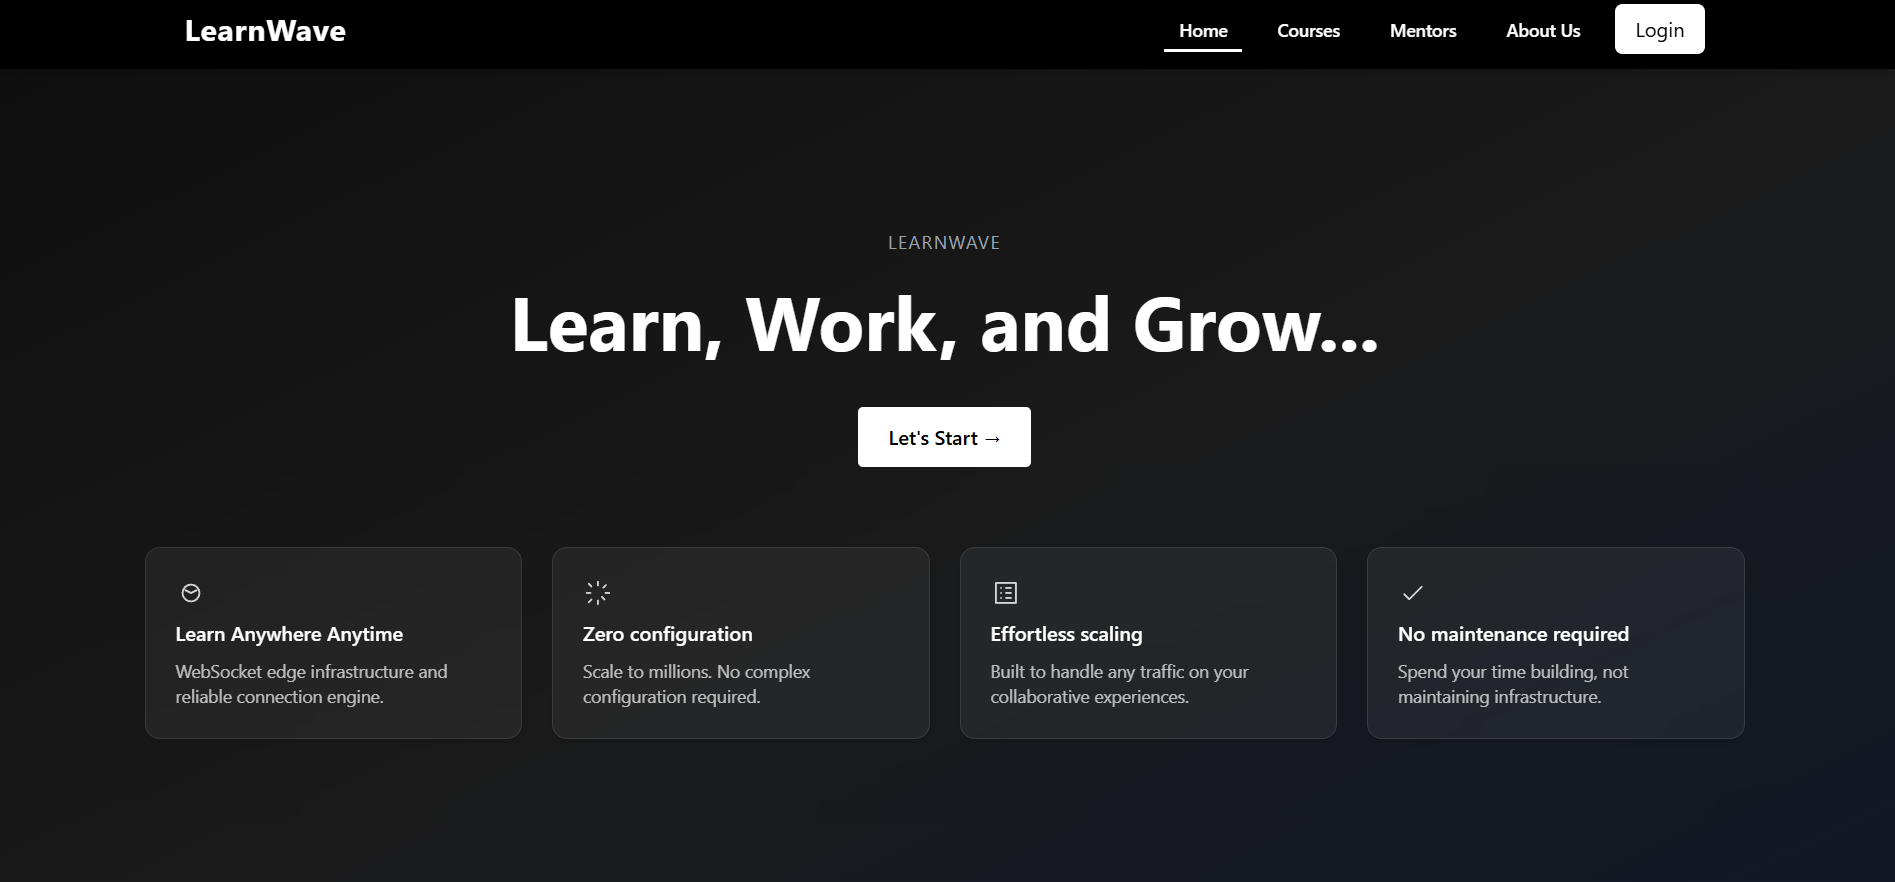 LearnWave
Home
Courses
Mentors
About Us
Login
LEARNWAVE
Learn, Work, and Grow...
Let's Start →
Learn Anywhere Anytime
WebSocket edge infrastructure and
reliable connection engine.
Zero configuration
Scale to millions. No complex
configuration required.
Effortless scaling
Built to handle any traffic on your
collaborative experiences.
No maintenance required
Spend your time building, not
maintaining infrastructure.